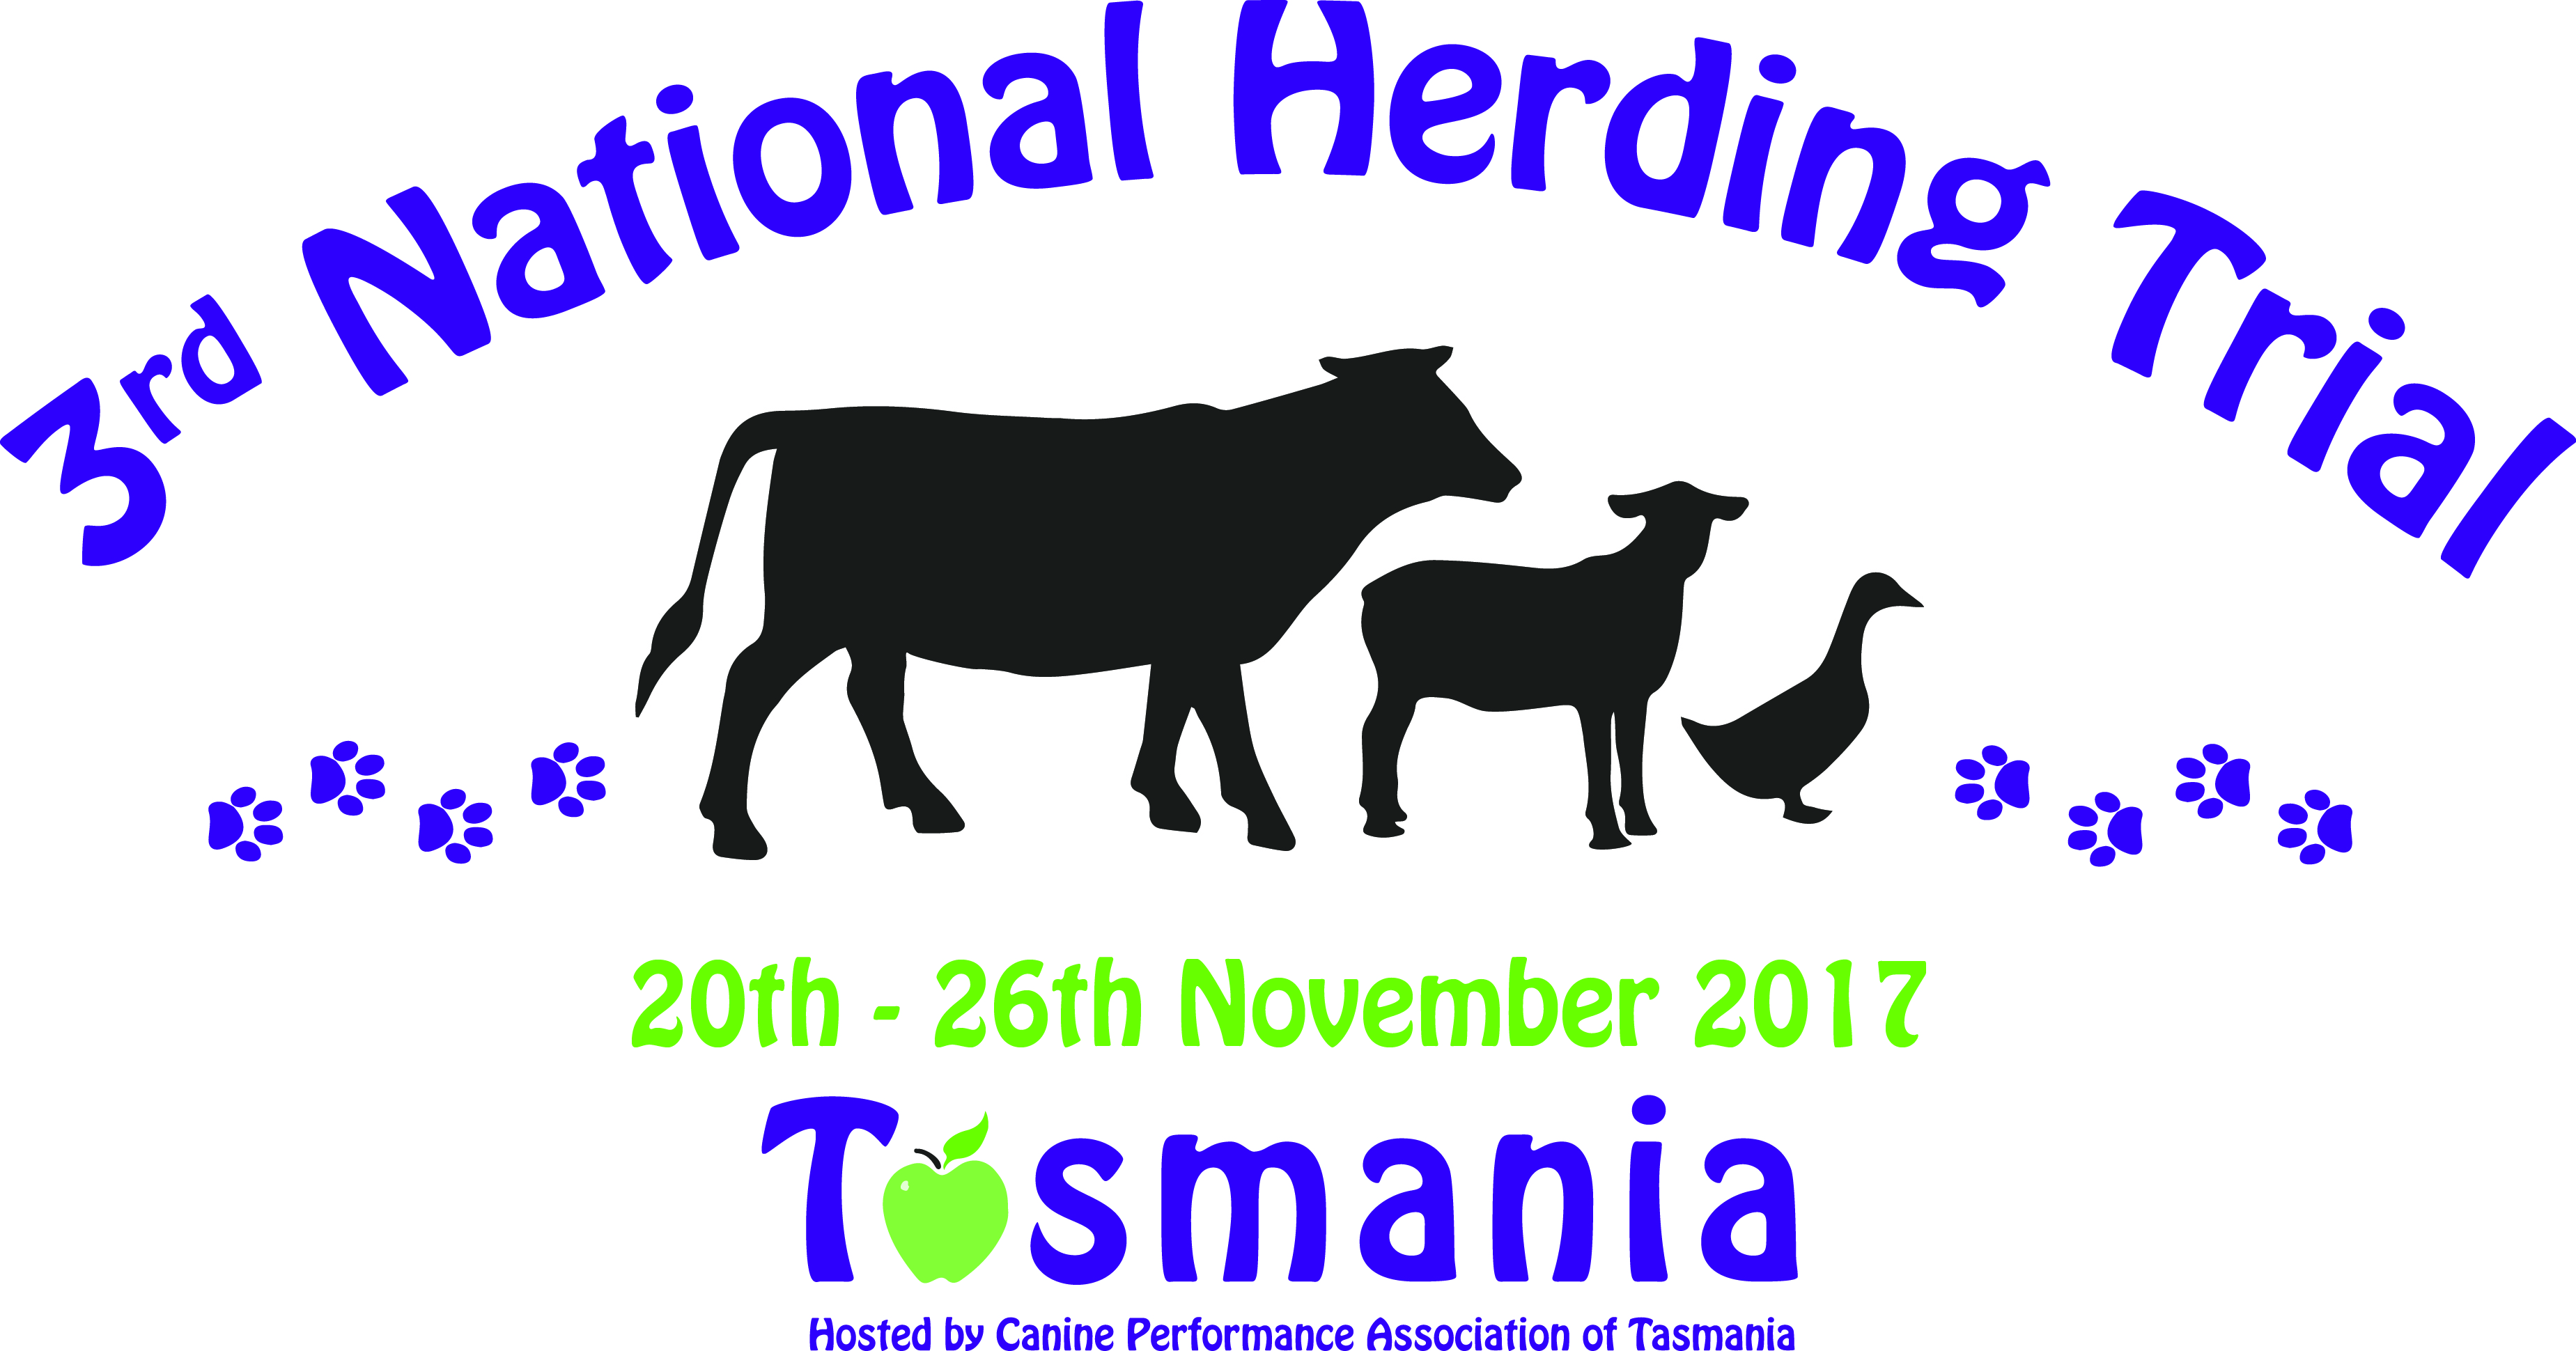 3rd National Herding Trial
20th - 26th November 2017
Tasmania
Hosted by Canine Performance Association of Tasmania